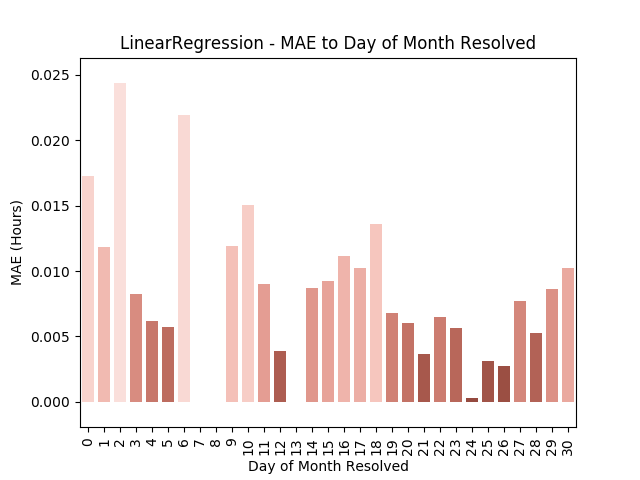 LinearRegression - MAE to Day of Month Resolved
0.025
0.020
0.015
0.010
0.005
0.000
MAE (Hours)
0 1 2 3 4 5 6 7 8 9 10 11 12 13 14 15 16 17 18 19 20 21 22 23 24 25 26 27 28 29 30
Day of Month Resolved